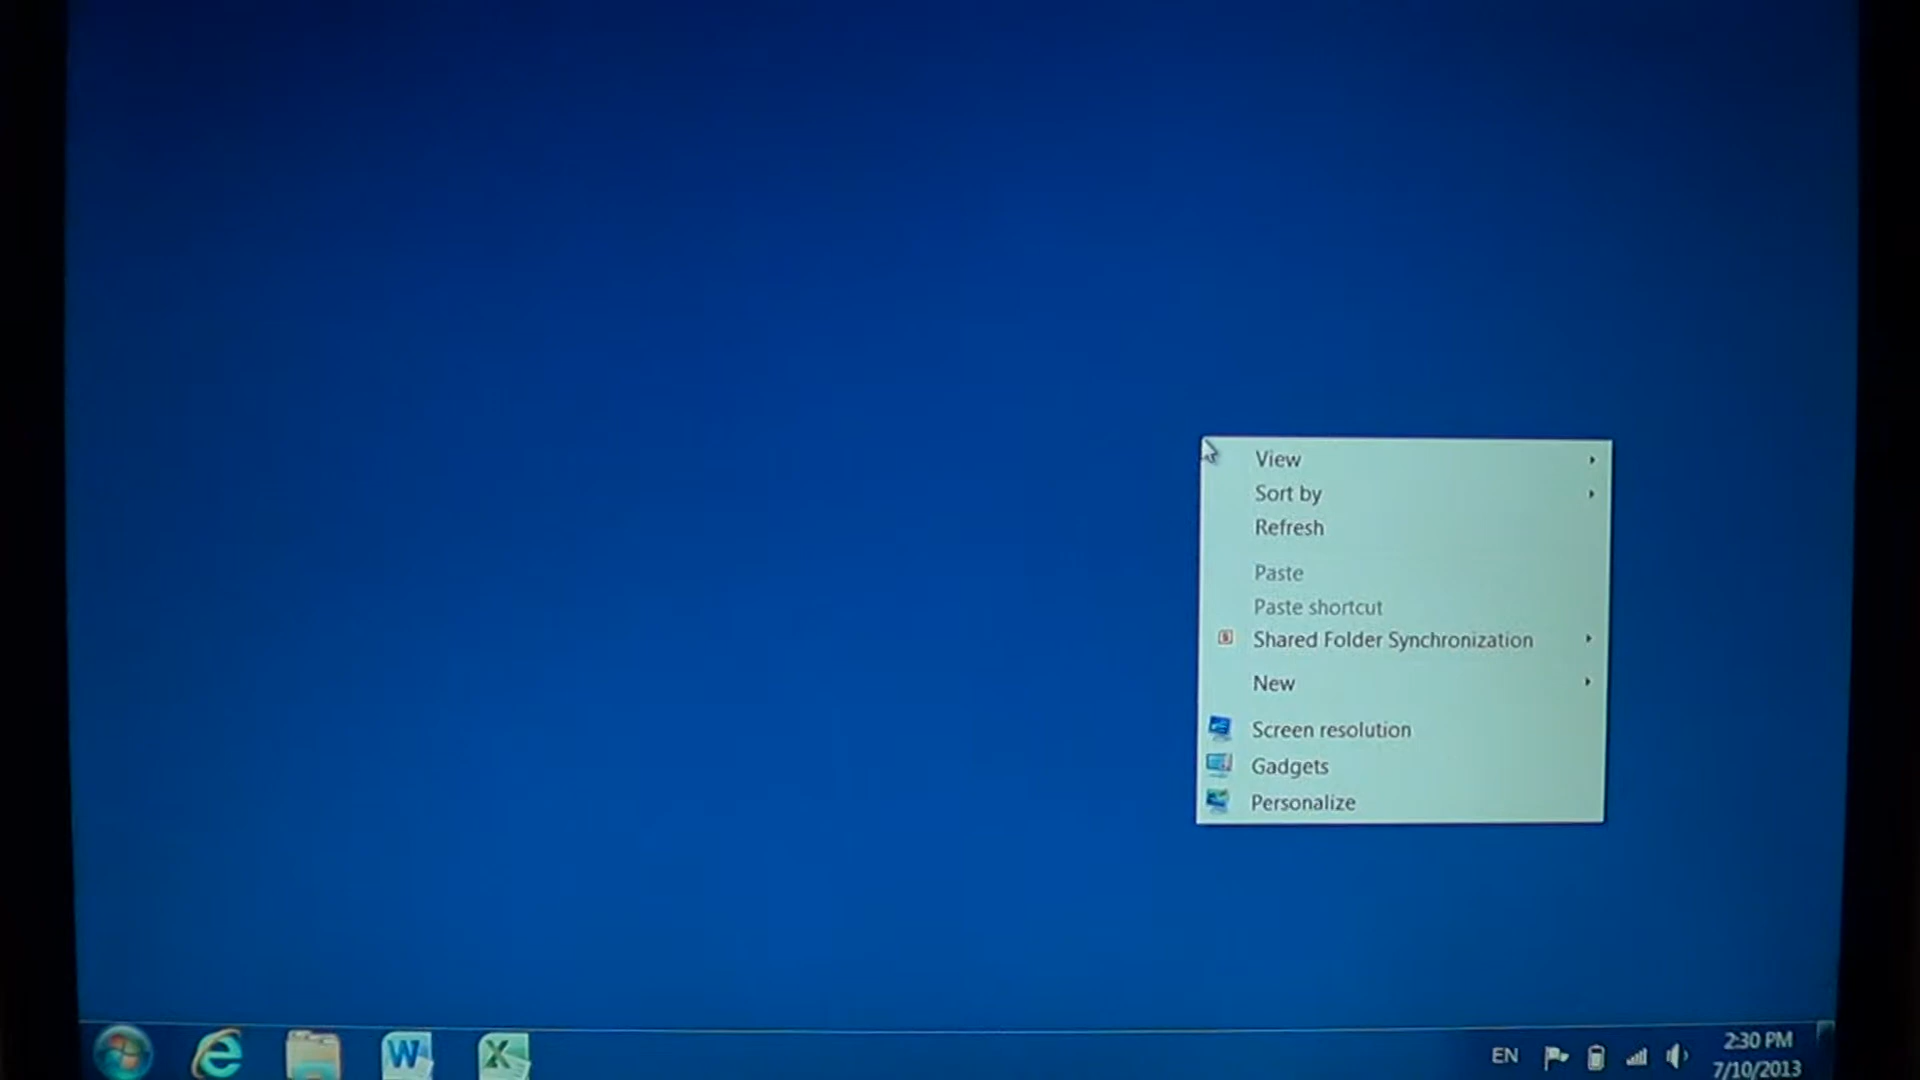 View
Sort by
Refresh
Paste
Paste shortcut
Shared Folder Synchronization
New
Screen resolution
Gadgets
Personalize
W
X
EN
2:30 PM
7/10/2013